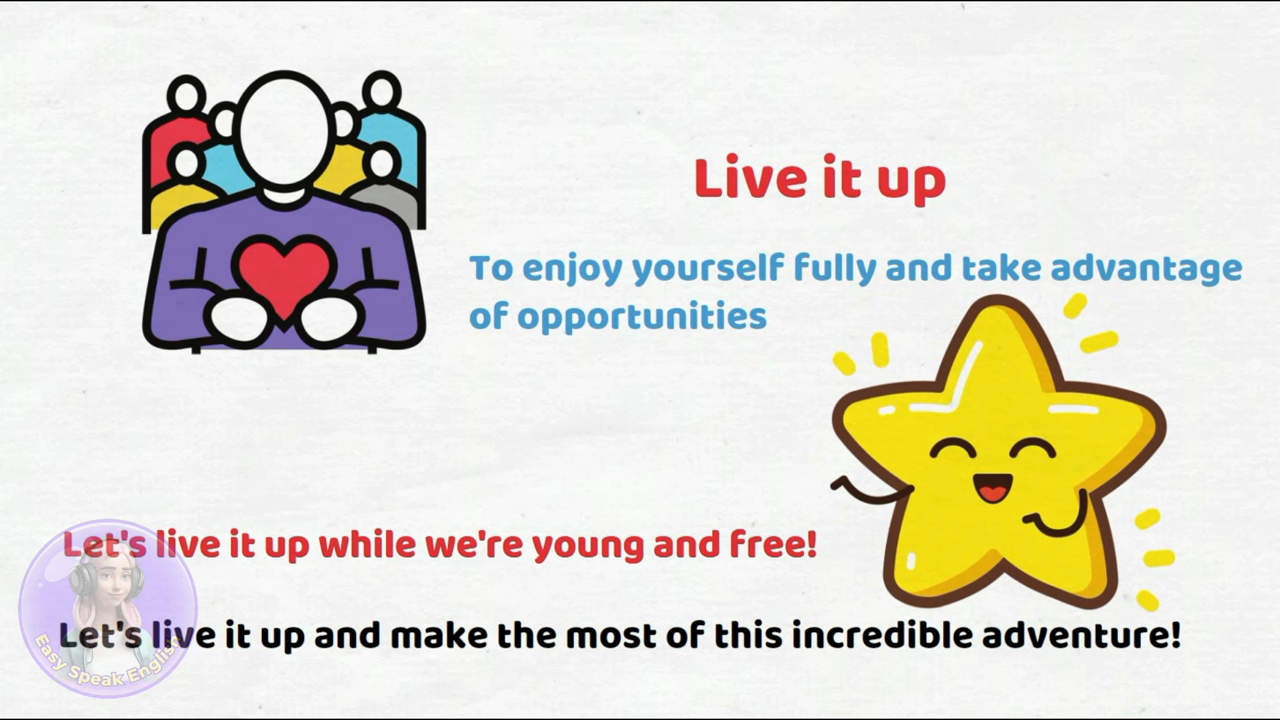 Live it up
To enjoy yourself fully and take advantage
of opportunities
Let's live it up while we're young and free!
Let's live it up and make the most of this incredible adventure!
Easy Speak English